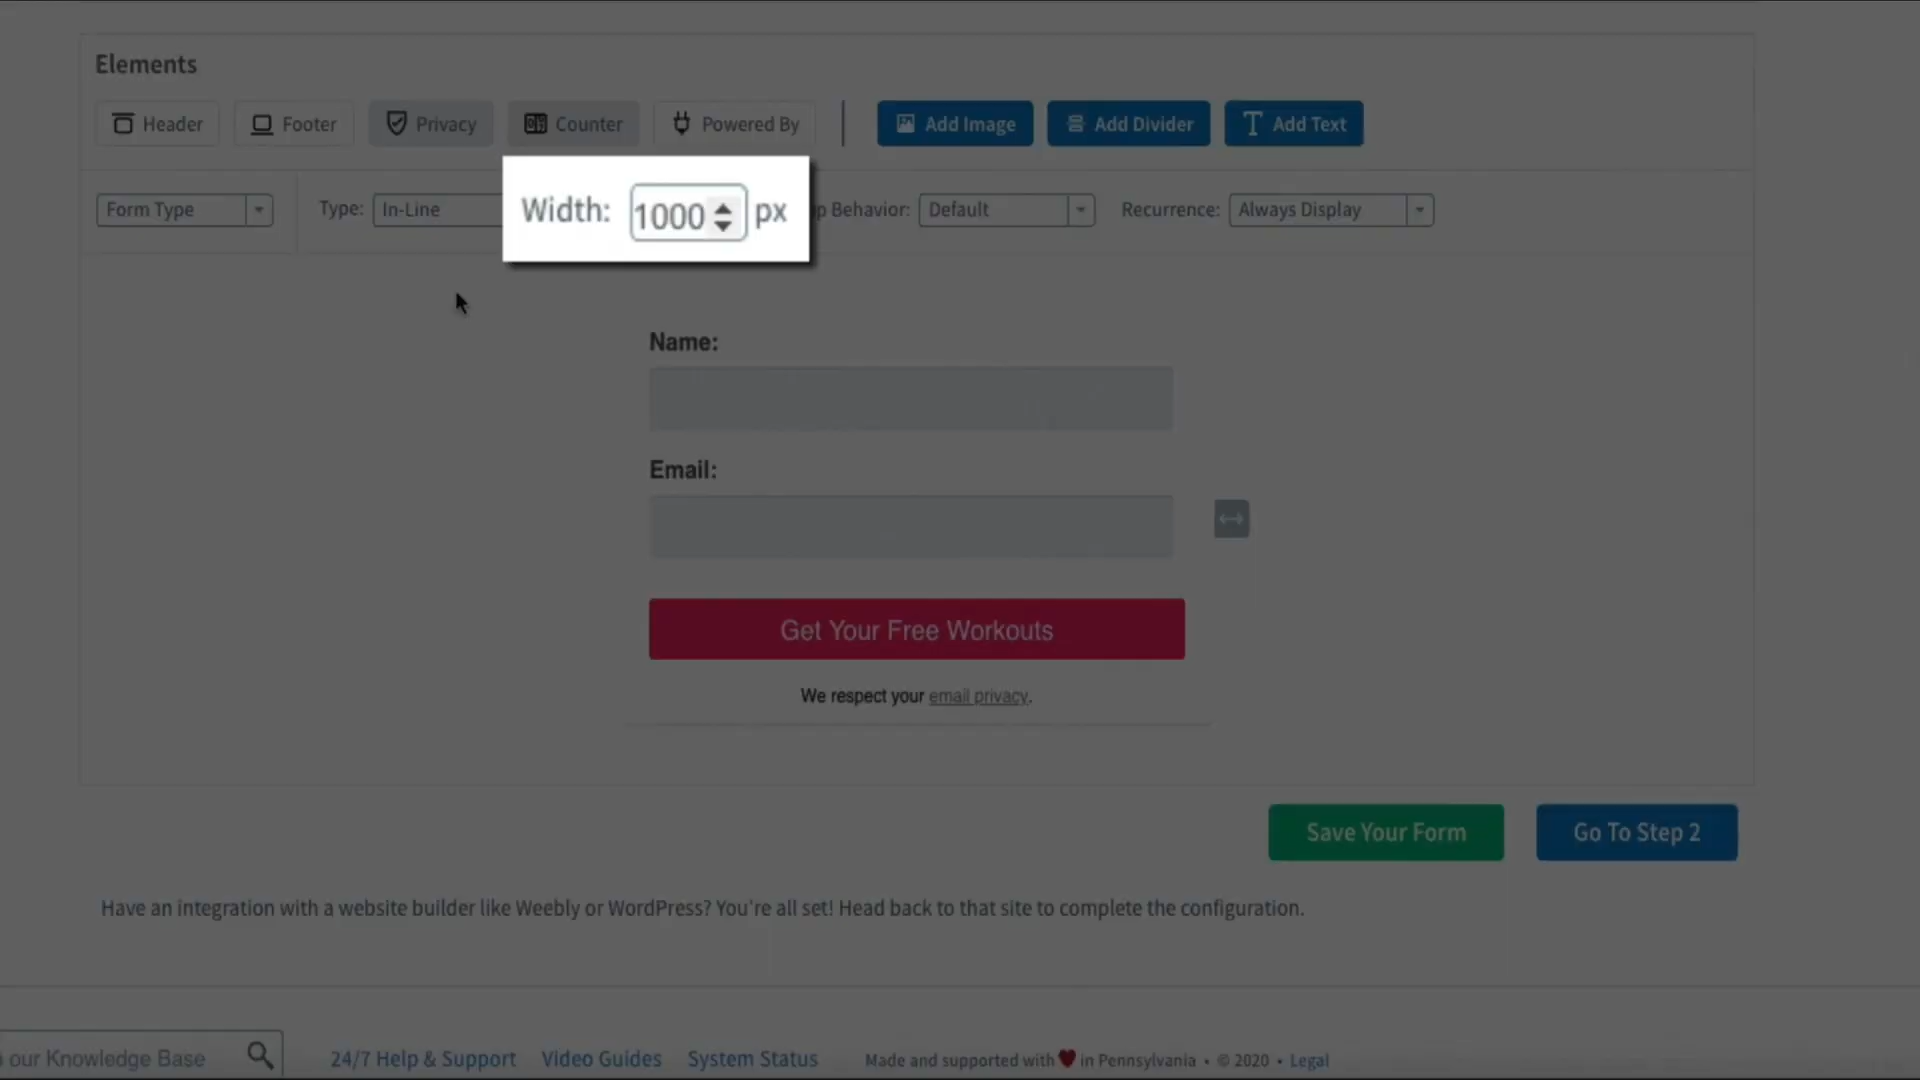 Elements
Header
Footer
Privacy
Counter
Powered By
Add Image
Add Divider
Add Text
Form Type
Type: In-Line
Width: 1000 px
Behavior: Default
Recurrence: Always Display
Name:
Email:
Get Your Free Workouts
We respect your email privacy.
Save Your Form
Go To Step 2
Have an integration with a website builder like Weebly or WordPress? You're all set! Head back to that site to complete the configuration.
our Knowledge Base
24/7 Help & Support
Video Guides
System Status
Made and supported with ❤ in Pennsylvania • © 2020 • Legal